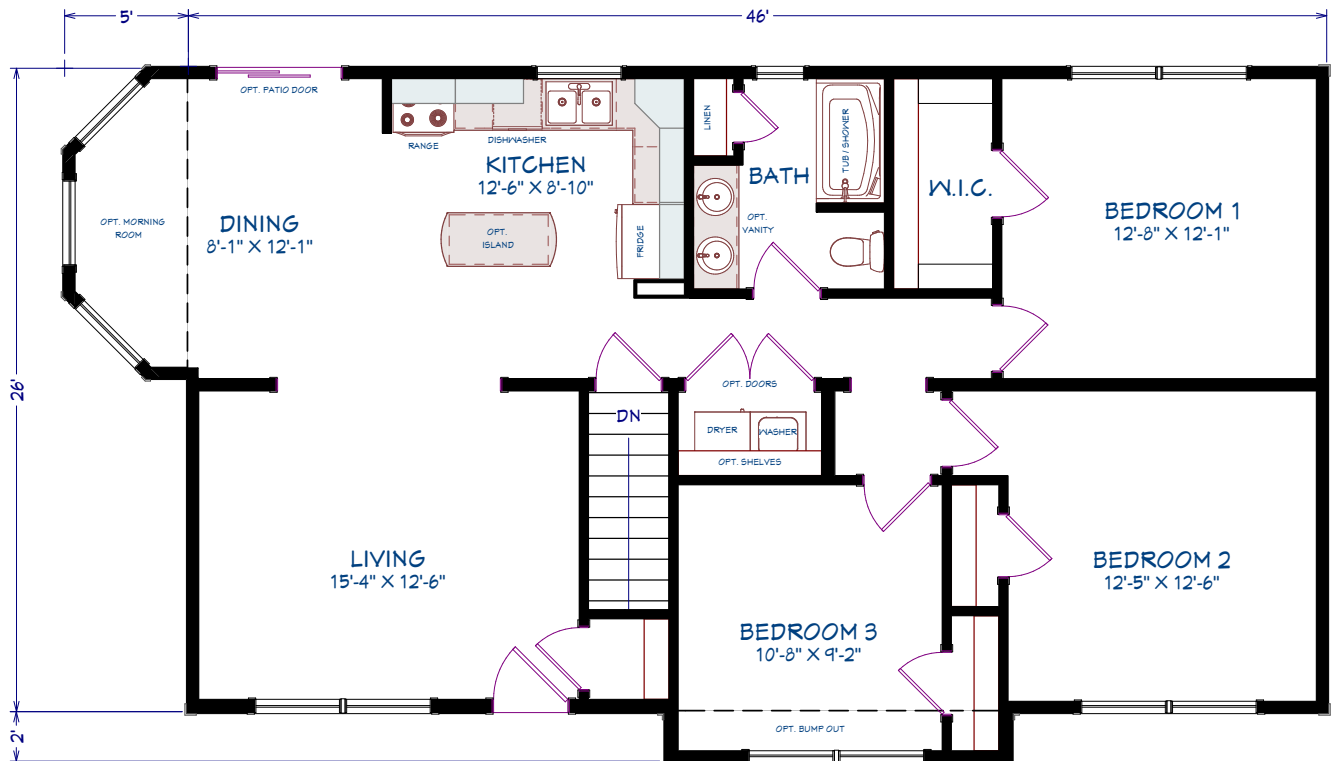 5'
46'
OPT. PATIO DOOR
RANGE
DISHWASHER
LINEN
TUB / SHOWER
KITCHEN
12'-6" X 8'-10"
BATH
W.I.C.
OPT. MORNING
ROOM
DINING
8'-1" X 12'-1"
OPT.
ISLAND
FRIDGE
OPT.
VANITY
BEDROOM 1
12'-8" X 12'-1"
26'
DN
OPT. DOORS
DRYER
WASHER
OPT. SHELVES
LIVING
15'-4" X 12'-6"
BEDROOM 2
12'-5" X 12'-6"
BEDROOM 3
10'-8" X 9'-2"
OPT. BUMP OUT
2'